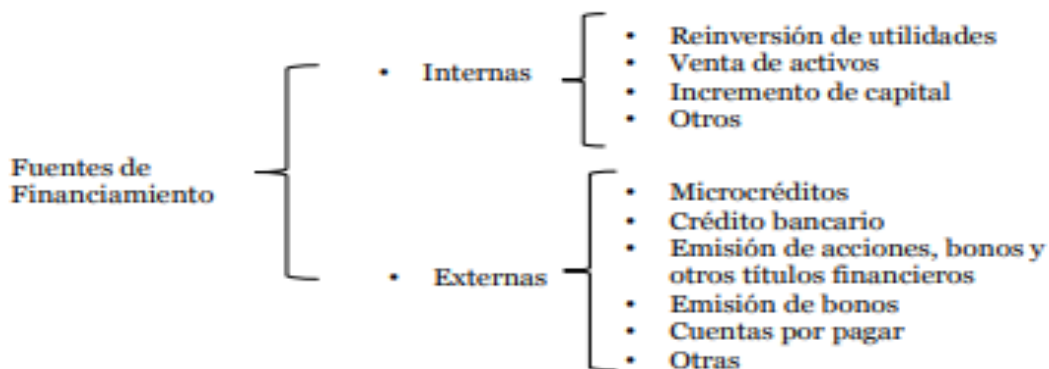 Fuentes de
Financiamiento
• Internas
• Reinversión de utilidades
• Venta de activos
• Incremento de capital
• Otros
• Externas
• Microcréditos
• Crédito bancario
• Emisión de acciones, bonos y
otros títulos financieros
• Emisión de bonos
• Cuentas por pagar
• Otras